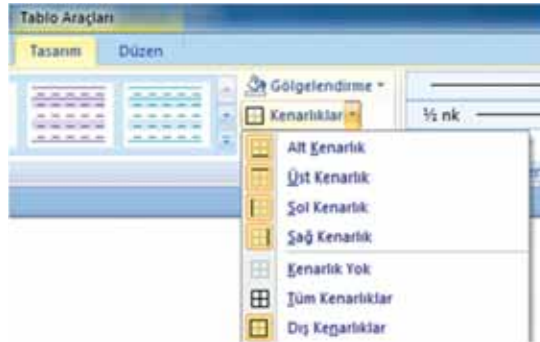 Tablo Araçları
Tasarım Düzen
Gölgelendirme
Kenarlıklar ½ nk
Alt Kenarlık
Üst Kenarlık
Sol Kenarlık
Sağ Kenarlık
Kenarlık Yok
Tüm Kenarlıklar
Dış Kenarlıklar